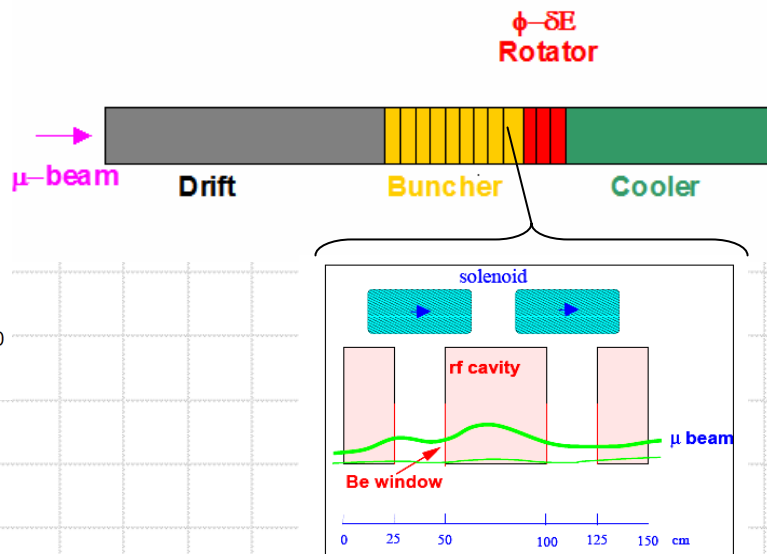 ϕ–δE
Rotator
μ–beam
Drift
Buncher
Cooler
solenoid
rf cavity
μ beam
Be window
0 25 50 100 125 150 cm